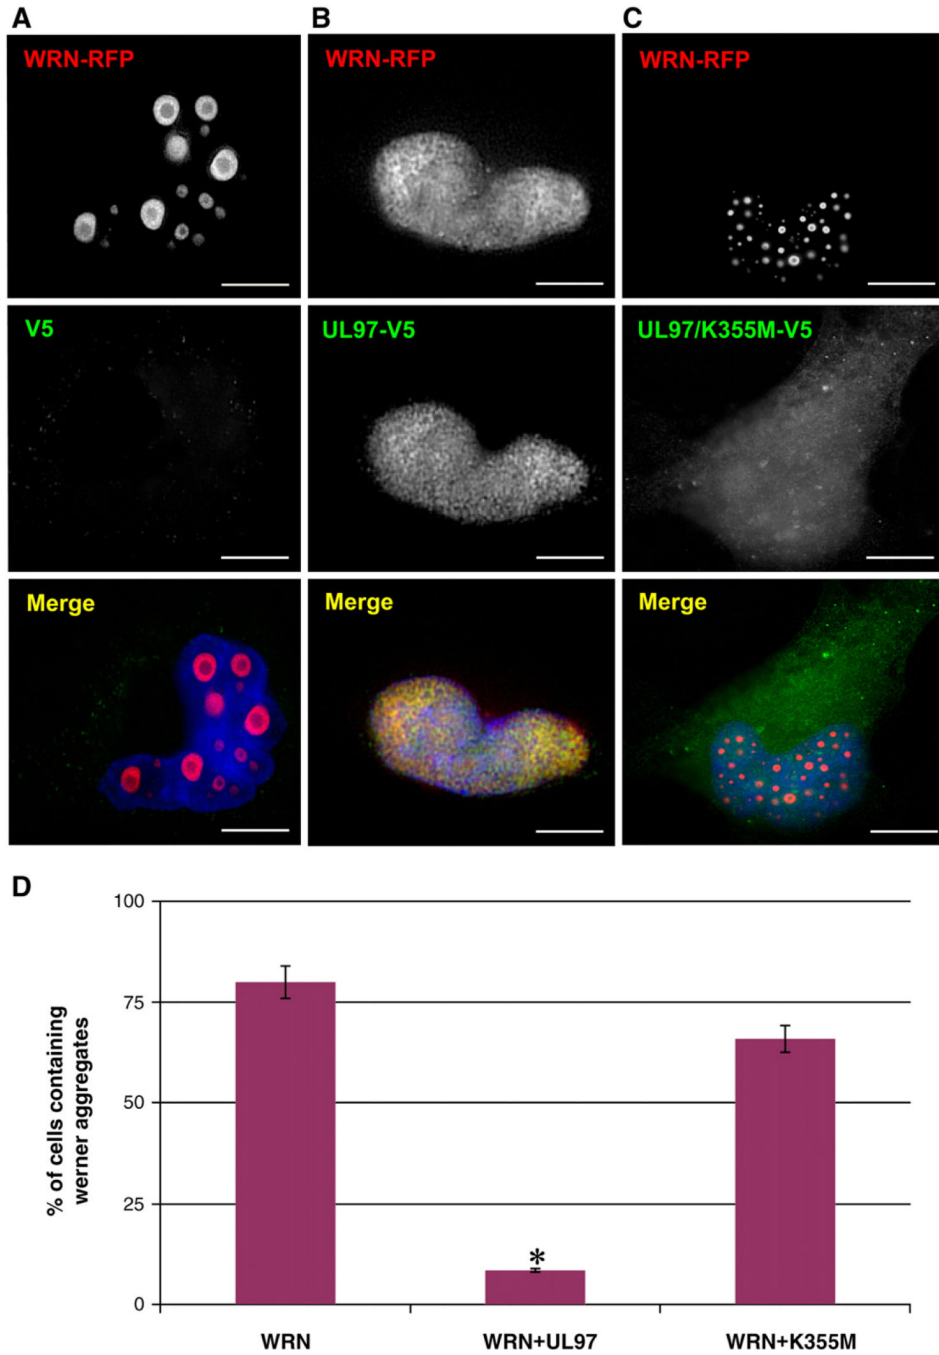 A
B
C
WRN-RFP
WRN-RFP
WRN-RFP
V5
UL97-V5
UL97/K355M-V5
Merge
Merge
Merge
D
% of cells containing
werner aggregates
100
75
50
25
0
*
WRN
WRN+UL97
WRN+K355M